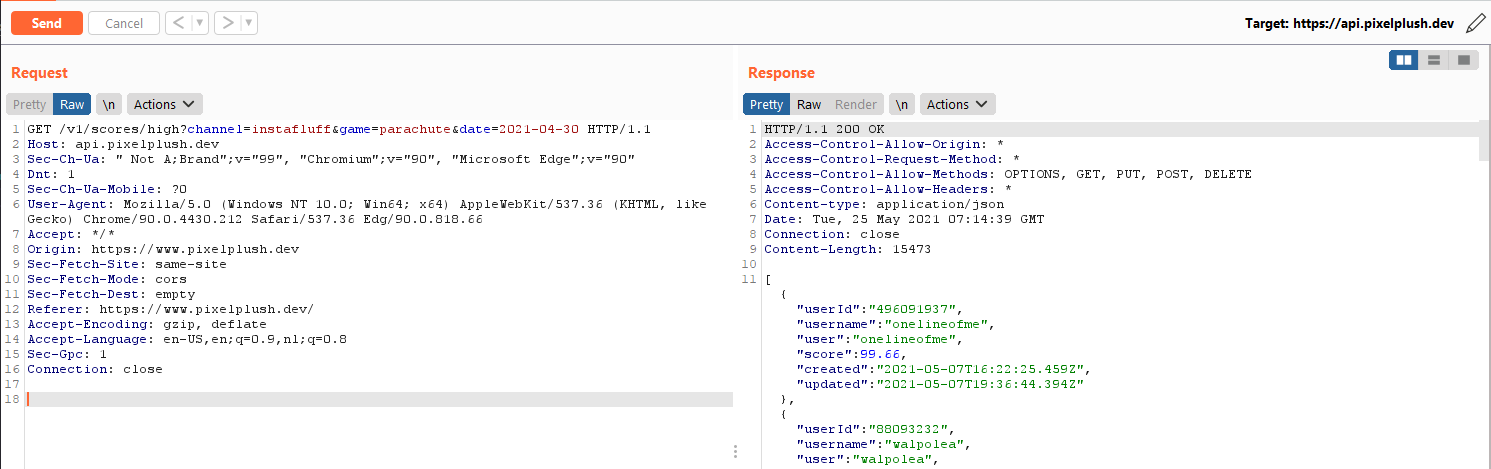 Send Cancel < > Target: https://api.pixelplush.dev
Request
Pretty Raw \n Actions
1 GET /v1/scores/high?channel=instafluff&game=parachute&date=2021-04-30 HTTP/1.1
2 Host: api.pixelplush.dev
3 Sec-Ch-Ua: " Not A;Brand";v="99", "Chromium";v="90", "Microsoft Edge";v="90"
4 Dnt: 1
5 Sec-Ch-Ua-Mobile: ?0
6 User-Agent: Mozilla/5.0 (Windows NT 10.0; Win64; x64) AppleWebKit/537.36 (KHTML, like
Gecko) Chrome/90.0.4430.212 Safari/537.36 Edg/90.0.818.66
7 Accept: */*
8 Origin: https://www.pixelplush.dev
9 Sec-Fetch-Site: same-site
10 Sec-Fetch-Mode: cors
11 Sec-Fetch-Dest: empty
12 Referer: https://www.pixelplush.dev/
13 Accept-Encoding: gzip, deflate
14 Accept-Language: en-US,en;q=0.9,nl;q=0.8
15 Sec-Gpc: 1
16 Connection: close
17
18
Response
Pretty Raw Render \n Actions
1 HTTP/1.1 200 OK
2 Access-Control-Allow-Origin: *
3 Access-Control-Request-Method: *
4 Access-Control-Allow-Methods: OPTIONS, GET, PUT, POST, DELETE
5 Access-Control-Allow-Headers: *
6 Content-type: application/json
7 Date: Tue, 25 May 2021 07:14:39 GMT
8 Connection: close
9 Content-Length: 15473
10
11 [
{
"userId":"496091937",
"username":"onelineofme",
"user":"onelineofme",
"score":99.66,
"created":"2021-05-07T16:22:25.459Z",
"updated":"2021-05-07T19:36:44.394Z"
},
{
"userId":"88093232",
"username":"walpolea",
"user":"walpolea",